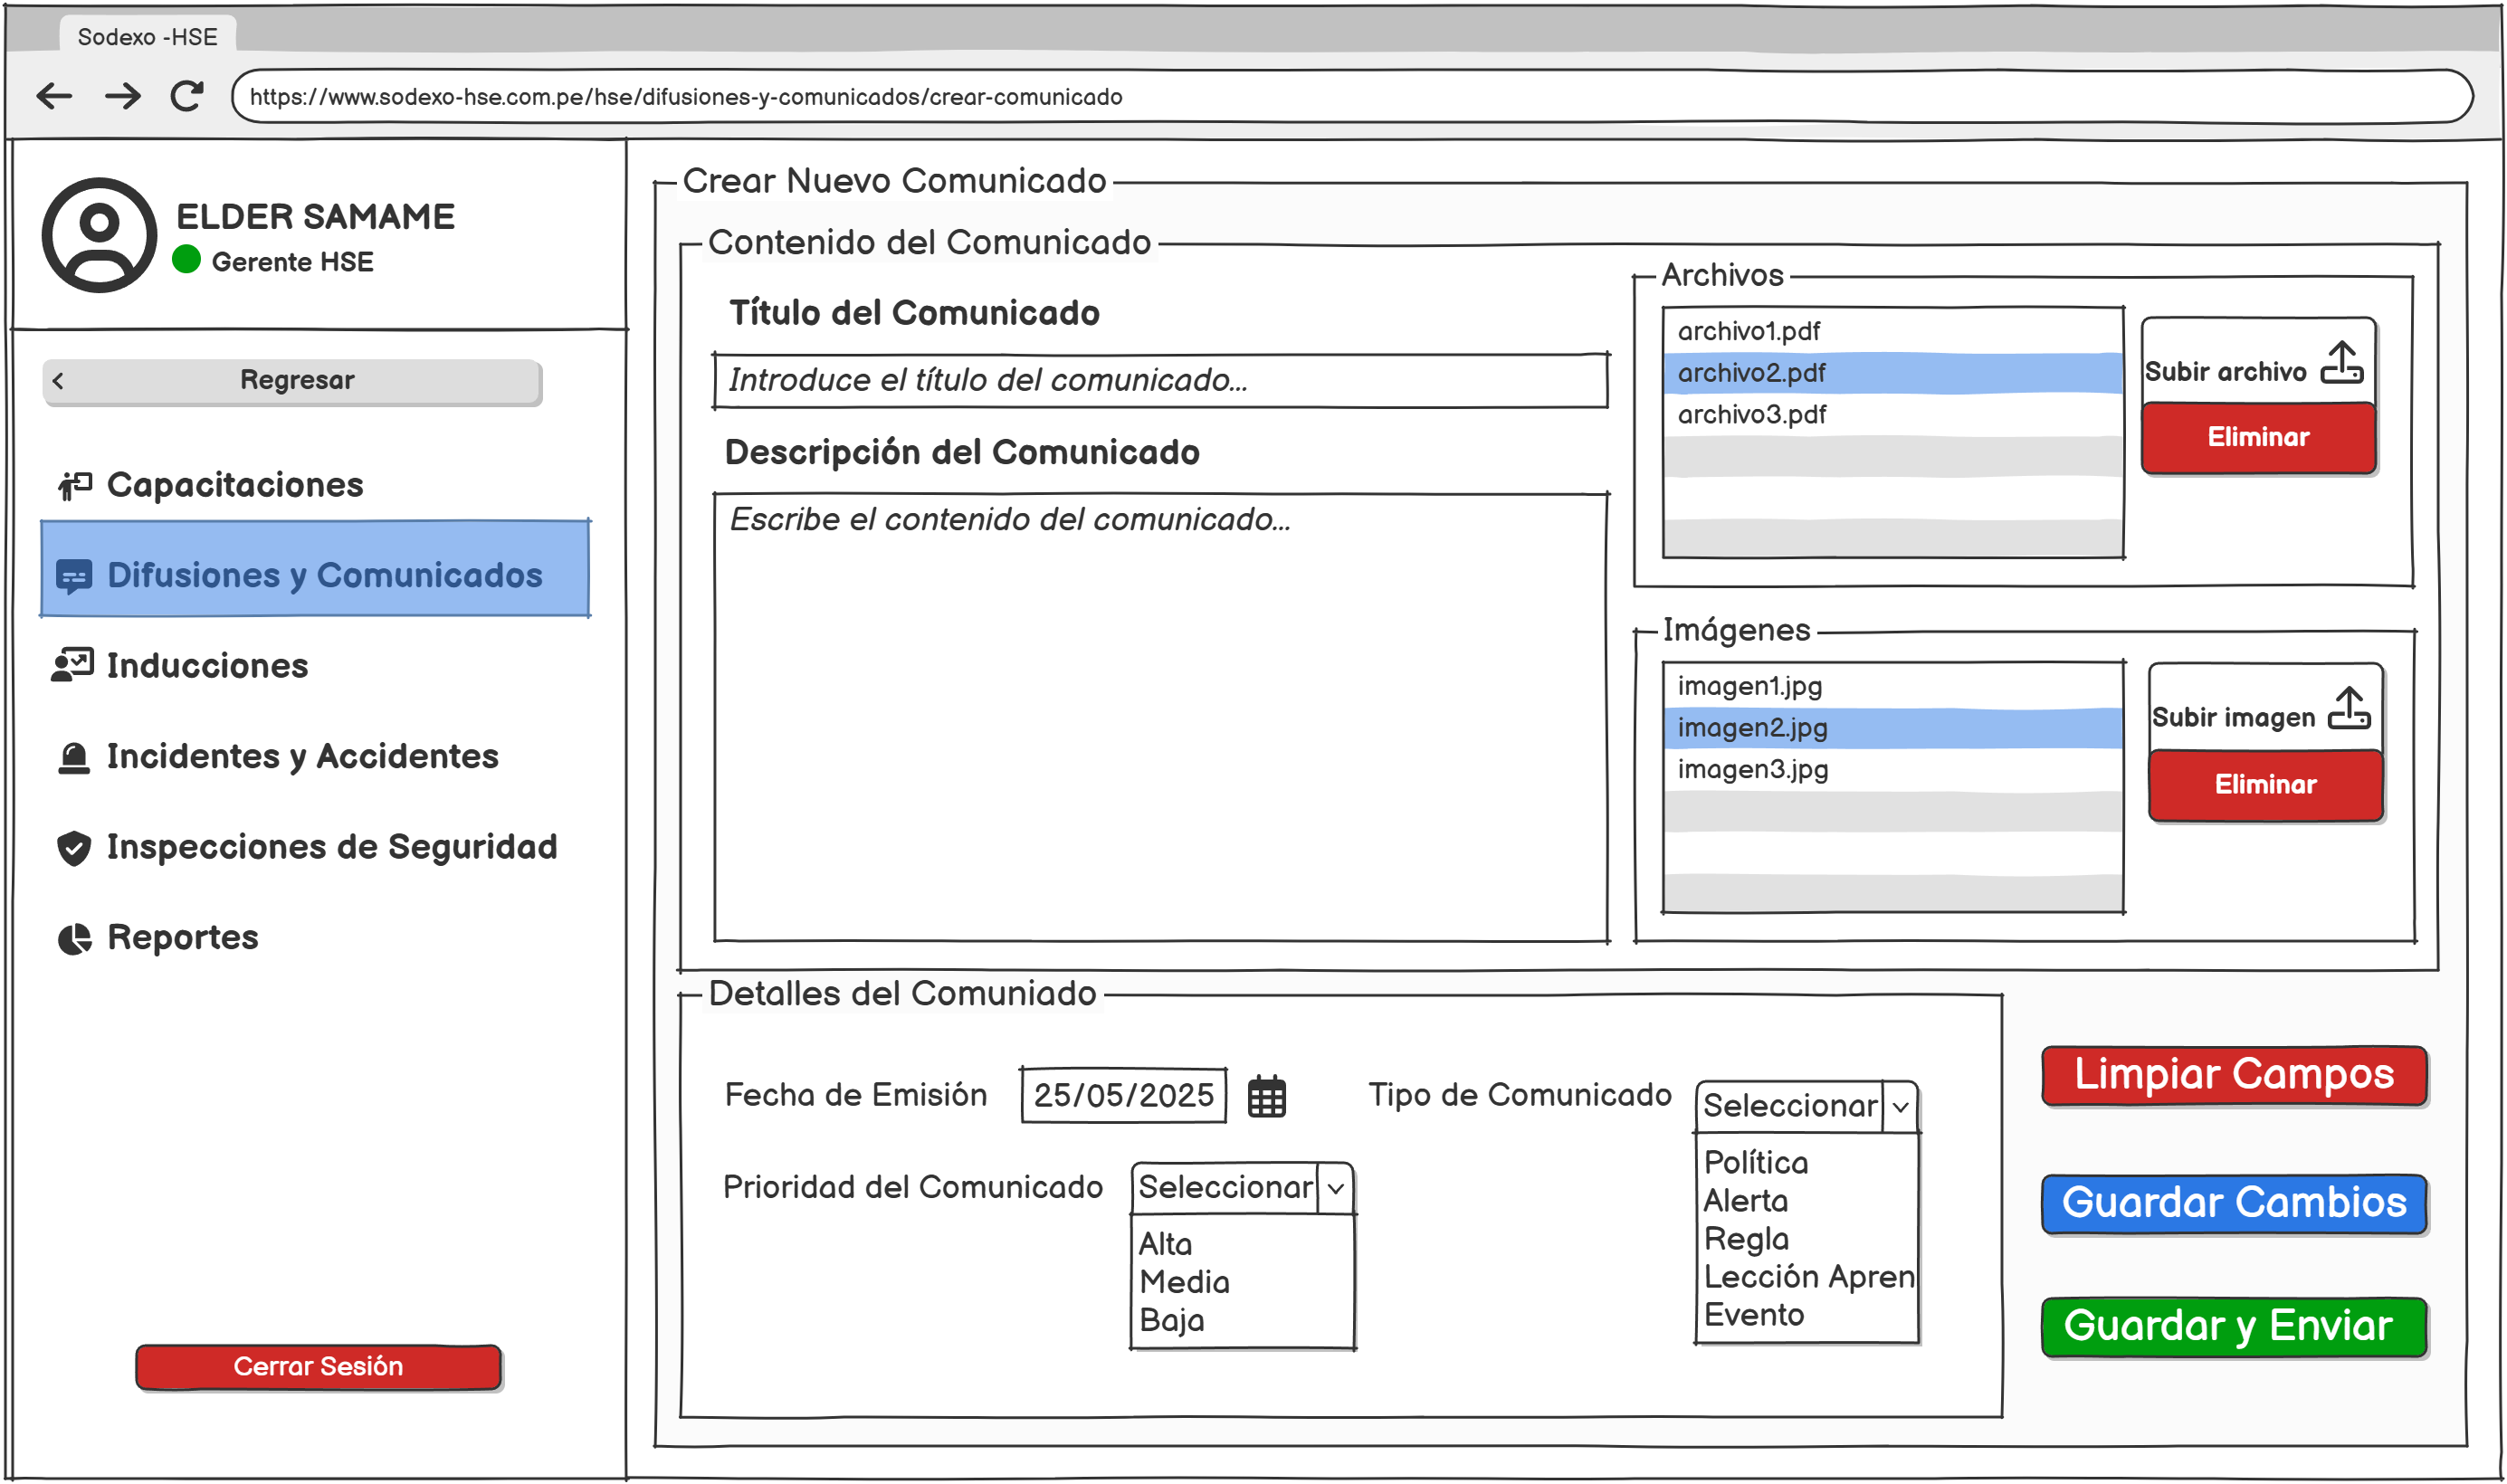 Sodexo -HSE
https://www.sodexo-hse.com.pe/hse/difusiones-y-comunicados/crear-comunicado
ELDER SAMAME
Gerente HSE
Regresar
Capacitaciones
Difusiones y Comunicados
Inducciones
Incidentes y Accidentes
Inspecciones de Seguridad
Reportes
Cerrar Sesión
Crear Nuevo Comunicado
Contenido del Comunicado
Título del Comunicado
Introduce el título del comunicado...
Descripción del Comunicado
Escribe el contenido del comunicado...
Archivos
archivo1.pdf
archivo2.pdf
archivo3.pdf
Subir archivo
Eliminar
Imágenes
imagen1.jpg
imagen2.jpg
imagen3.jpg
Subir imagen
Eliminar
Detalles del Comuniado
Fecha de Emisión
25/05/2025
Tipo de Comunicado
Seleccionar
Política
Alerta
Regla
Lección Apren
Evento
Prioridad del Comunicado
Seleccionar
Alta
Media
Baja
Limpiar Campos
Guardar Cambios
Guardar y Enviar